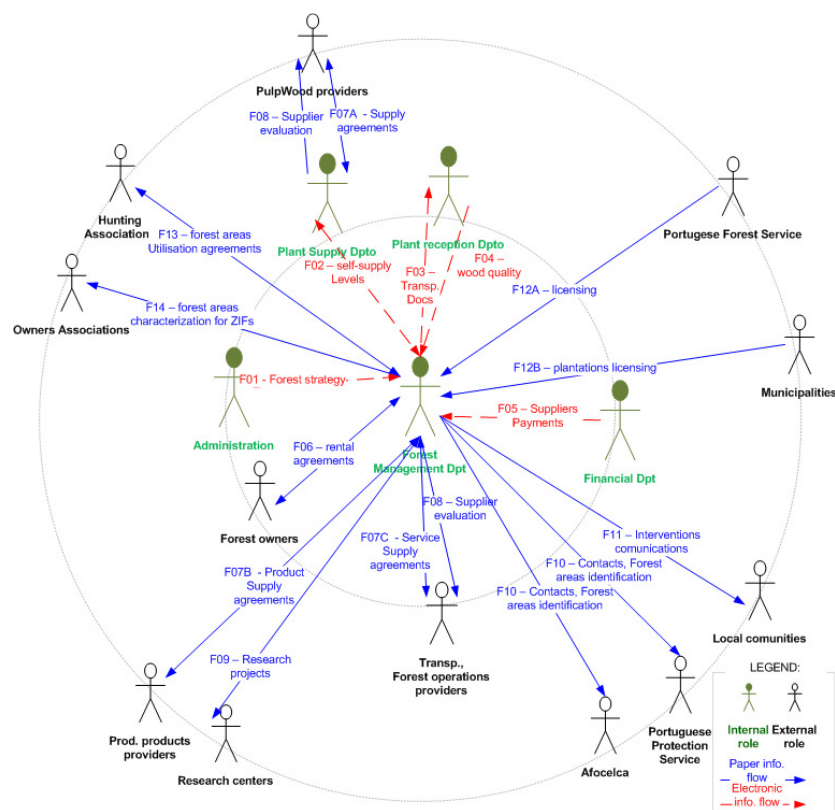 PulpWood providers
F08 – Supplier
evaluation
F07A - Supply
agreements
Hunting
Association
F13 – forest areas
Utilisation agreements
Plant Supply Dpto
Plant reception Dpto
F02 – self-supply
Levels
F03 –
Transp.
Docs
F04 –
wood quality
Portugese Forest Service
F12A – licensing
Owners Associations
F14 – forest areas
characterization for ZIFs
F12B – plantations licensing
Municipalities
F01 - Forest strategy
F05 – Suppliers
Payments
Administration
F06 – rental
agreements
Forest
Management Dpt
Financial Dpt
Forest owners
F08 – Supplier
evaluation
F07C - Service
Supply
agreements
F11 – Interventions
comunications
F07B - Product
Supply
agreements
F10 – Contacts, Forest
areas identification
F10 – Contacts, Forest
areas identification
Local comunities
F09 – Research
projects
Transp.,
Forest operations
providers
LEGEND:
Internal
role
External
role
Paper info.
flow
Electronic
info. flow
Prod. products
providers
Research centers
Afocelca
Portuguese
Protection
Service